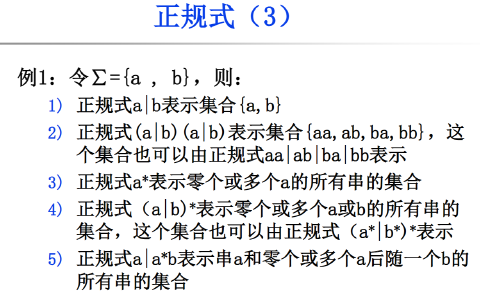 正规式（3）
例1：令∑={a , b}，则：
1) 正规式a|b表示集合{a,b}
2) 正规式(a|b)(a|b)表示集合{aa,ab,ba,bb}，这
个集合也可以由正规式aa|ab|ba|bb表示
3) 正规式a*表示零个或多个a的所有串的集合
4) 正规式（a|b)*表示零个或多个a或b的所有串的
集合，这个集合也可以由正规式（a*|b*)*表示
5) 正规式a|a*b表示串a和零个或多个a后随一个b的
所有串的集合